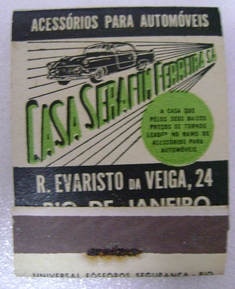 ACESSÓRIOS PARA AUTOMÓVEIS
CASA SERAFIM FERREIRA S.A.
A CASA QUE
PELOS SEUS BAIXOS
PREÇOS SE TORNOU
LEADER NO RAMO DE
ACESSÓRIOS PARA
AUTOMÓVEIS
R. EVARISTO DA VEIGA, 24
RIO DE JANEIRO
UNIVERSAL FÓSFOROS SEGURANÇA - RIO